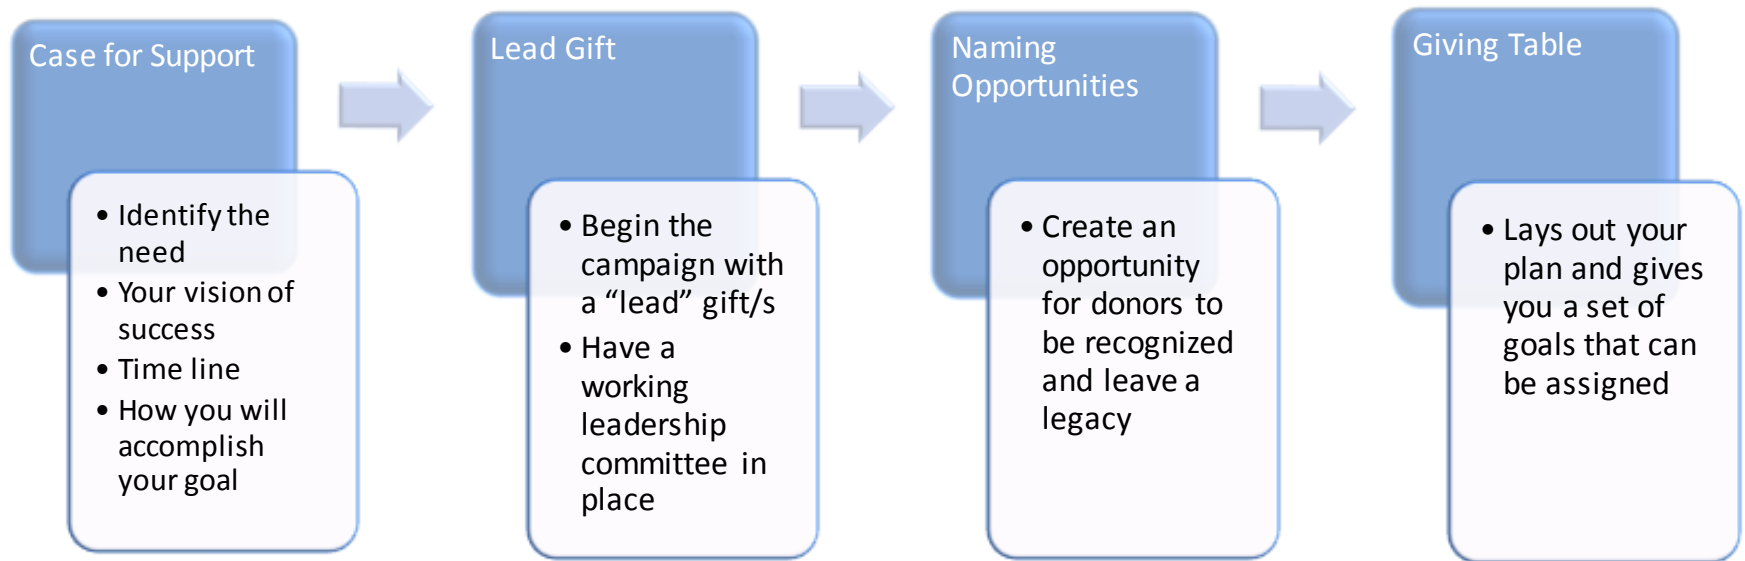 Case for Support
• Identify the
need
• Your vision of
success
• Time line
• How you will
accomplish
your goal
Lead Gift
• Begin the
campaign with
a “lead” gift/s
• Have a
working
leadership
committee in
place
Naming
Opportunities
• Create an
opportunity
for donors to
be recognized
and leave a
legacy
Giving Table
• Lays out your
plan and gives
you a set of
goals that can
be assigned